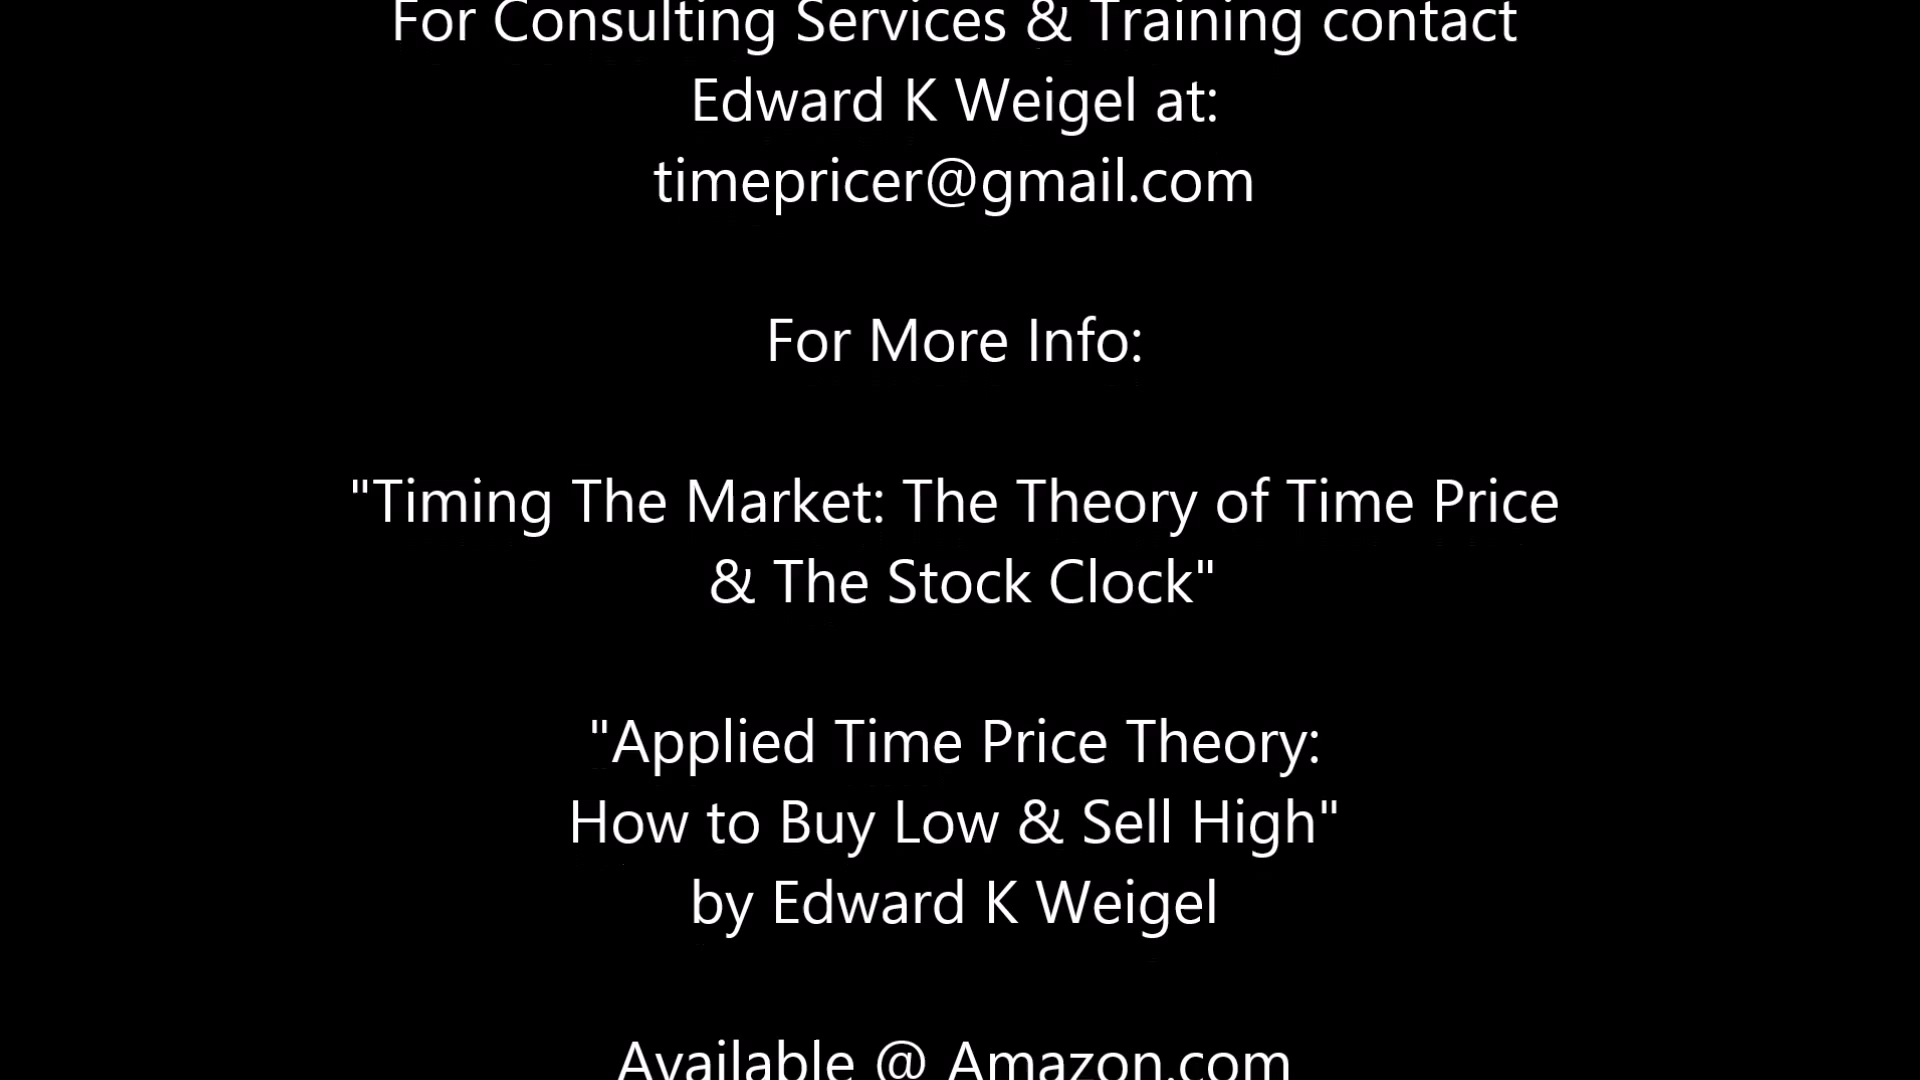 For Consulting Services & Training contact
Edward K Weigel at:
timepricer@gmail.com
For More Info:
"Timing The Market: The Theory of Time Price
& The Stock Clock"
"Applied Time Price Theory:
How to Buy Low & Sell High"
by Edward K Weigel
Available @ Amazon.com